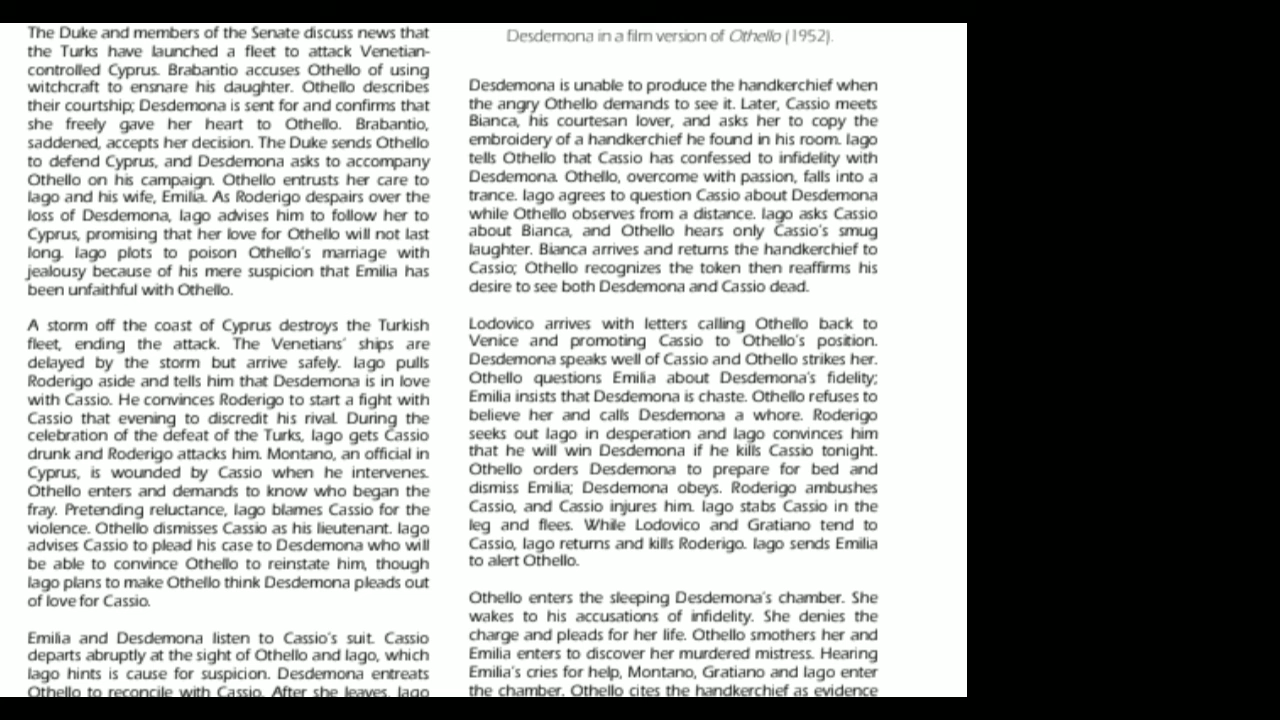 The Duke and members of the Senate discuss news that
the Turks have launched a fleet to attack Venetian-
controlled Cyprus. Brabantio accuses Othello of using
witchcraft to ensnare his daughter. Othello describes
their courtship; Desdemona is sent for and confirms that
she freely gave her heart to Othello. Brabantio,
saddened, accepts her decision. The Duke sends Othello
to defend Cyprus, and Desdemona asks to accompany
Othello on his campaign. Othello entrusts her care to
Iago and his wife, Emilia. As Roderigo despairs over the
loss of Desdemona, Iago advises him to follow her to
Cyprus, promising that her love for Othello will not last
long. Iago plots to poison Othello's marriage with
jealousy because of his mere suspicion that Emilia has
been unfaithful with Othello.
A storm off the coast of Cyprus destroys the Turkish
fleet, ending the attack. The Venetians' ships are
delayed by the storm but arrive safely. Iago pulls
Roderigo aside and tells him that Desdemona is in love
with Cassio. He convinces Roderigo to start a fight with
Cassio that evening to discredit his rival. During the
celebration of the defeat of the Turks, Iago gets Cassio
drunk and Roderigo attacks him. Montano, an official in
Cyprus, is wounded by Cassio when he intervenes.
Othello enters and demands to know who began the
fray. Pretending reluctance, Iago blames Cassio for the
violence. Othello dismisses Cassio as his lieutenant. Iago
advises Cassio to plead his case to Desdemona who will
be able to convince Othello to reinstate him, though
Iago plans to make Othello think Desdemona pleads out
of love for Cassio.
Emilia and Desdemona listen to Cassio's suit. Cassio
departs abruptly at the sight of Othello and Iago, which
Iago hints is cause for suspicion. Desdemona entreats
Othello to reconcile with Cassio. After she leaves, Iago
Desdemona in a film version of Othello (1952).
Desdemona is unable to produce the handkerchief when
the angry Othello demands to see it. Later, Cassio meets
Bianca, his courtesan lover, and asks her to copy the
embroidery of a handkerchief he found in his room. Iago
tells Othello that Cassio has confessed to infidelity with
Desdemona. Othello, overcome with passion, falls into a
trance. Iago agrees to question Cassio about Desdemona
while Othello observes from a distance. Iago asks Cassio
about Bianca, and Othello hears only Cassio's smug
laughter. Bianca arrives and returns the handkerchief to
Cassio; Othello recognizes the token then reaffirms his
desire to see both Desdemona and Cassio dead.
Lodovico arrives with letters calling Othello back to
Venice and promoting Cassio to Othello's position.
Desdemona speaks well of Cassio and Othello strikes her.
Othello questions Emilia about Desdemona's fidelity;
Emilia insists that Desdemona is chaste. Othello refuses to
believe her and calls Desdemona a whore. Roderigo
seeks out Iago in desperation and Iago convinces him
that he will win Desdemona if he kills Cassio tonight.
Othello orders Desdemona to prepare for bed and
dismiss Emilia; Desdemona obeys. Roderigo ambushes
Cassio, and Cassio injures him. Iago stabs Cassio in the
leg and flees. While Lodovico and Gratiano tend to
Cassio, Iago returns and kills Roderigo. Iago sends Emilia
to alert Othello.
Othello enters the sleeping Desdemona's chamber. She
wakes to his accusations of infidelity. She denies the
charge and pleads for her life. Othello smothers her and
Emilia enters to discover her murdered mistress. Hearing
Emilia's cries for help, Montano, Gratiano and Iago enter
the chamber. Othello cites the handkerchief as evidence